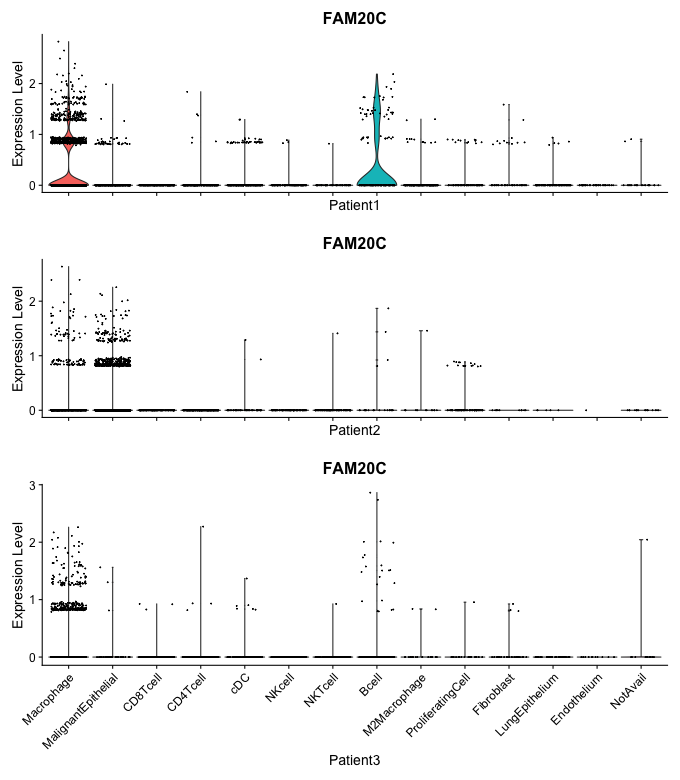 FAM20C
Expression Level
2
1
0
Patient1
FAM20C
Expression Level
2
1
0
Patient2
FAM20C
Expression Level
3
2
1
0
Macrophage
MalignantEpithelial
CD8Tcell
CD4Tcell
cDC
NKcell
NKTcell
Bcell
M2Macrophage
ProliferatingCell
Fibroblast
LungEpithelium
Endothelium
NotAvail
Patient3